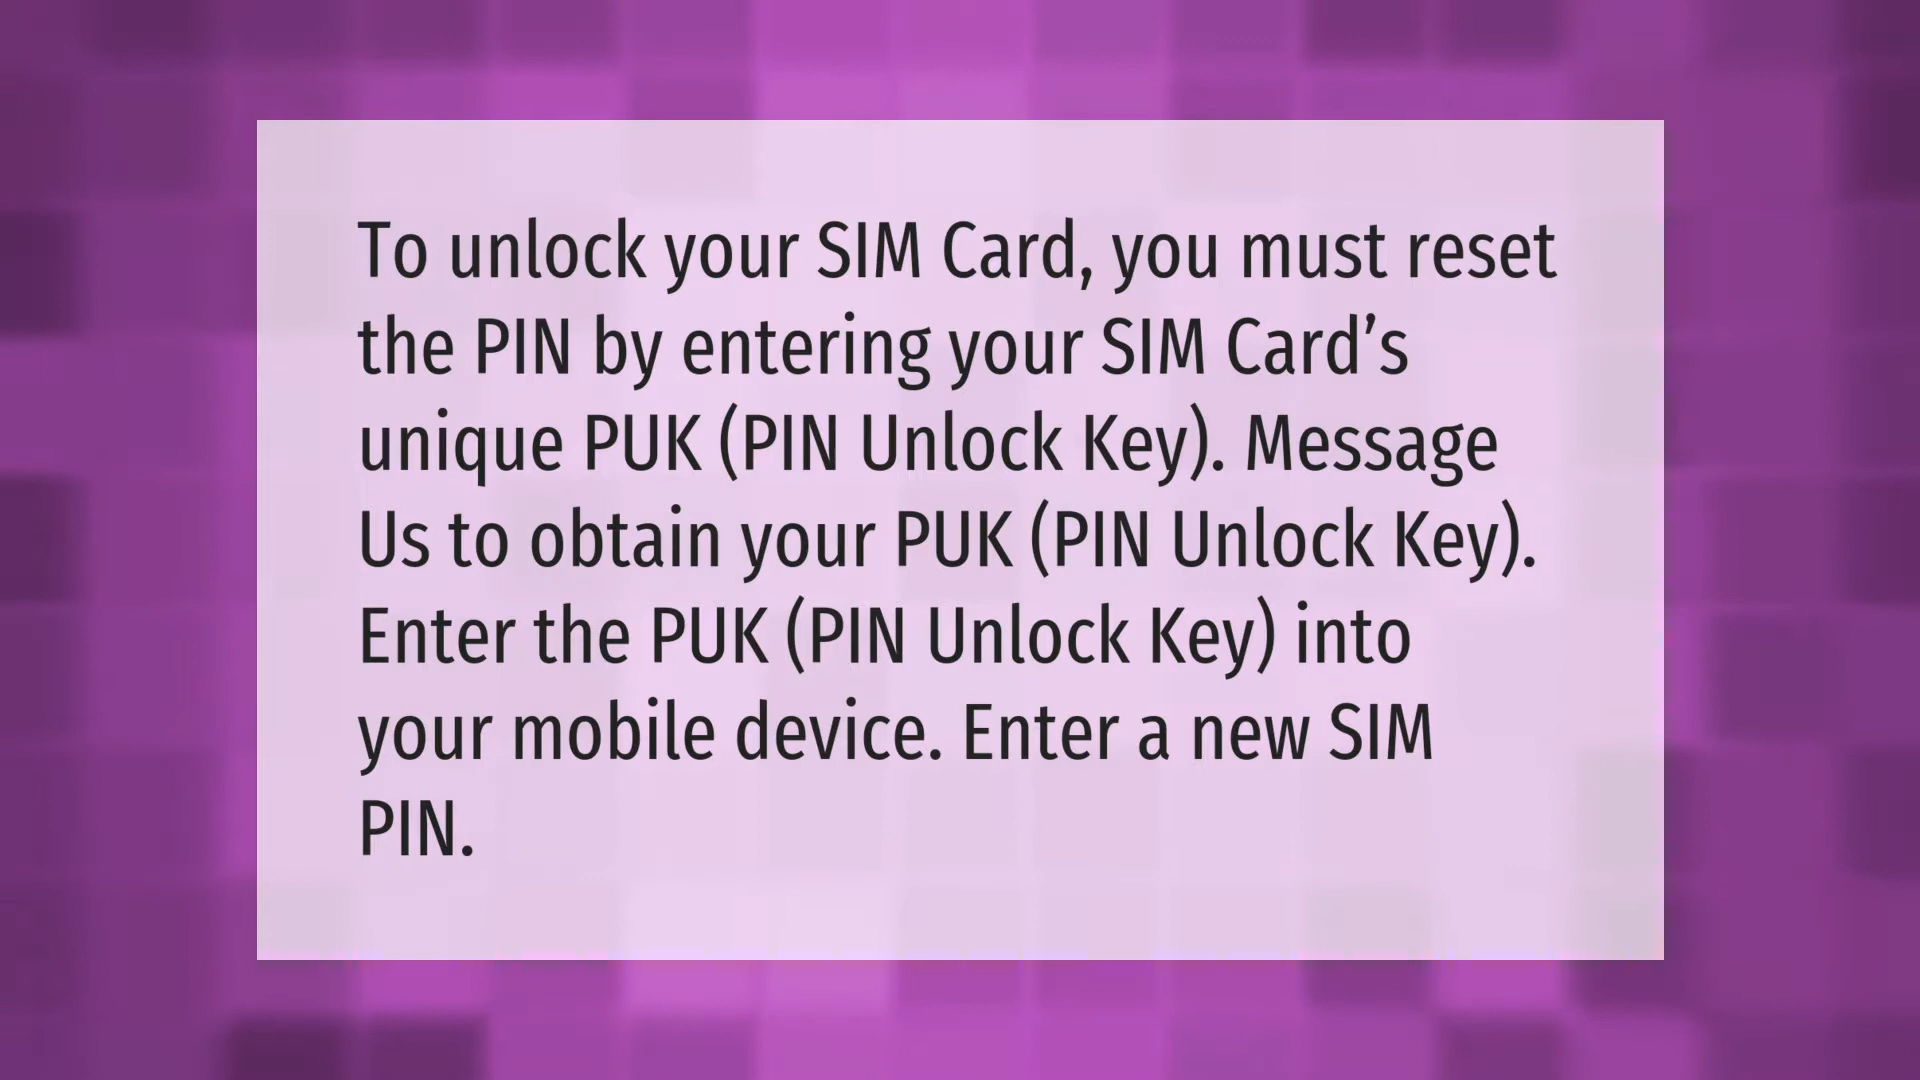 To unlock your SIM Card, you must reset
the PIN by entering your SIM Card’s
unique PUK (PIN Unlock Key). Message
Us to obtain your PUK (PIN Unlock Key).
Enter the PUK (PIN Unlock Key) into
your mobile device. Enter a new SIM
PIN.